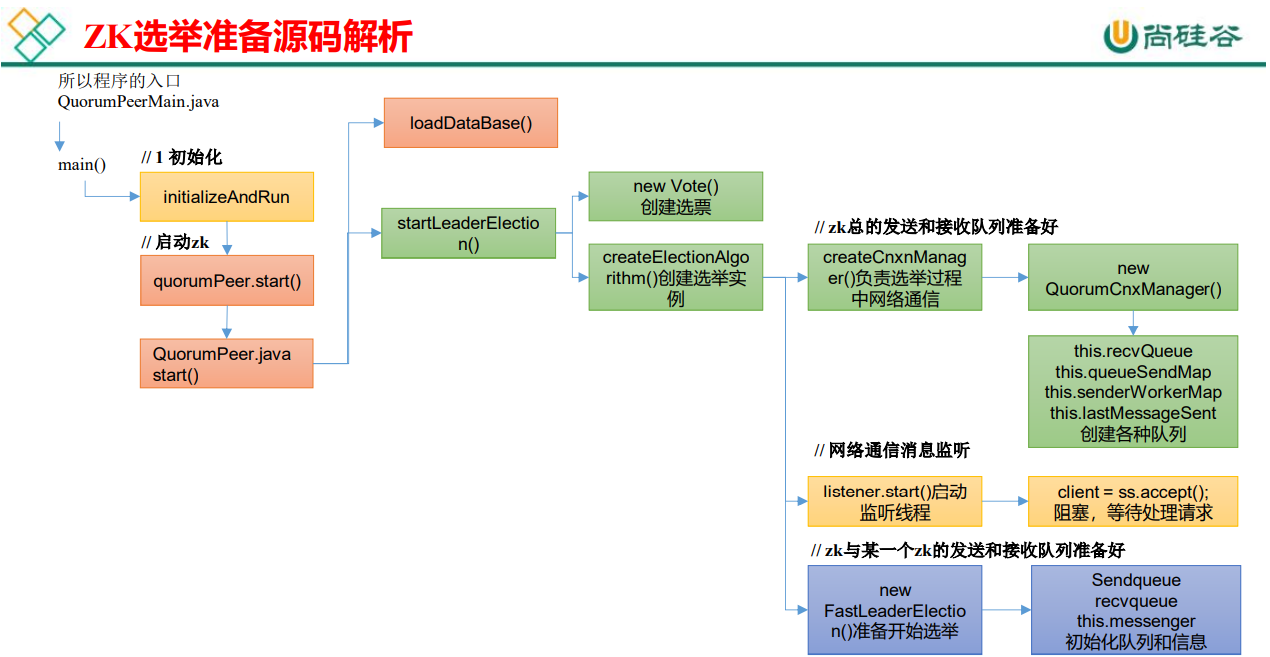 ZK选举准备源码解析
尚硅谷
所以程序的入口
QuorumPeerMain.java
main()
// 1 初始化
initializeAndRun
// 启动zk
quorumPeer.start()
QuorumPeer.java
start()
loadDataBase()
startLeaderElectio
n()
new Vote()
创建选票
createElectionAlgo
rithm()创建选举实
例
// zk总的发送和接收队列准备好
createCnxnManag
er()负责选举过程
中网络通信
new
QuorumCnxManager()
this.recvQueue
this.queueSendMap
this.senderWorkerMap
this.lastMessageSent
创建各种队列
// 网络通信消息监听
listener.start()启动
监听线程
client = ss.accept();
阻塞，等待处理请求
// zk与某一个zk的发送和接收队列准备好
new
FastLeaderElectio
n()准备开始选举
Sendqueue
recvqueue
this.messenger
初始化队列和信息